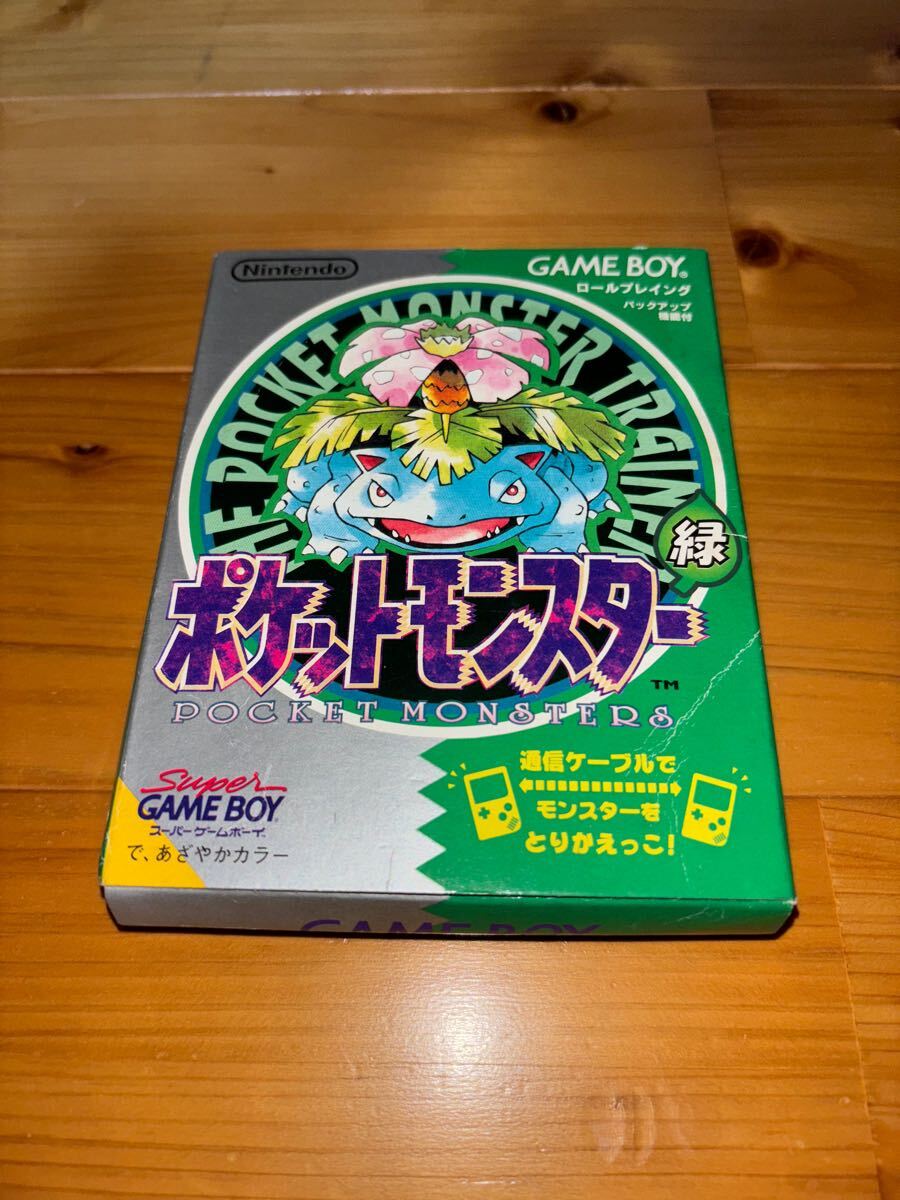 Nintendo
GAME BOY®
ロールプレイング
バックアップ
機能付
THE POCKET MONSTER TRAINER
緑
ポケットモンスター
TM
POCKET MONSTERS
通信ケーブルで
モンスターを
とりかえっこ!
Super
GAME BOY
スーパーゲームボーイ
で、あざやかカラー
GAME BOY